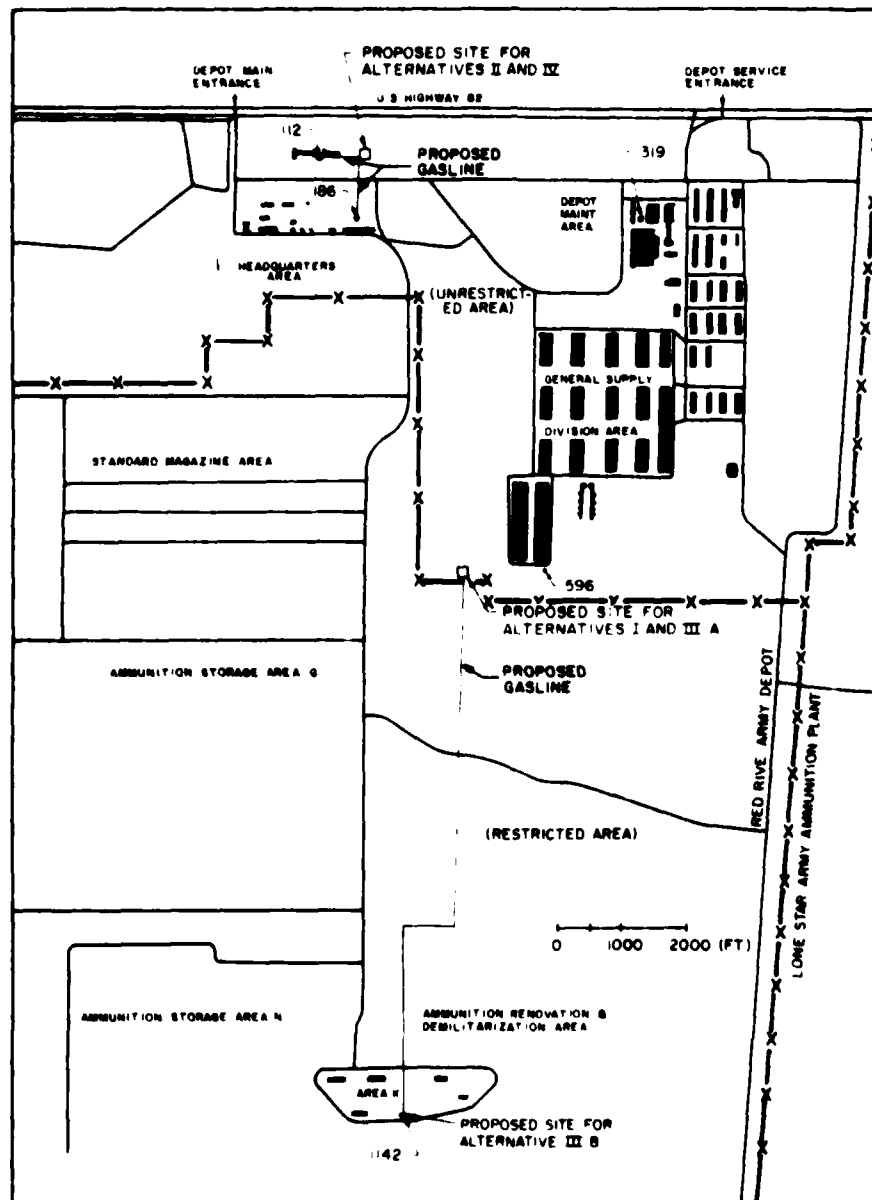 PROPOSED SITE FOR
ALTERNATIVES II AND IV
DEPOT MAIN
ENTRANCE
DEPOT SERVICE
ENTRANCE
U.S HIGHWAY 82
112
PROPOSED
GASLINE
319
186
DEPOT
MAINT
AREA
HEADQUARTERS
AREA
(UNRESTRICT-
ED AREA)
GENERAL SUPPLY
DIVISION AREA
STANDARD MAGAZINE AREA
596
PROPOSED SITE FOR
ALTERNATIVES I AND III A
AMMUNITION STORAGE AREA G
PROPOSED
GASLINE
RED RIVE ARMY DEPOT
LONE STAR ARMY AMMUNITION PLANT
(RESTRICTED AREA)
0 1000 2000 (FT)
AMMUNITION STORAGE AREA N
AMMUNITION RENOVATION &
DEMILITARIZATION AREA
AREA K
PROPOSED SITE FOR
ALTERNATIVE III B
1142